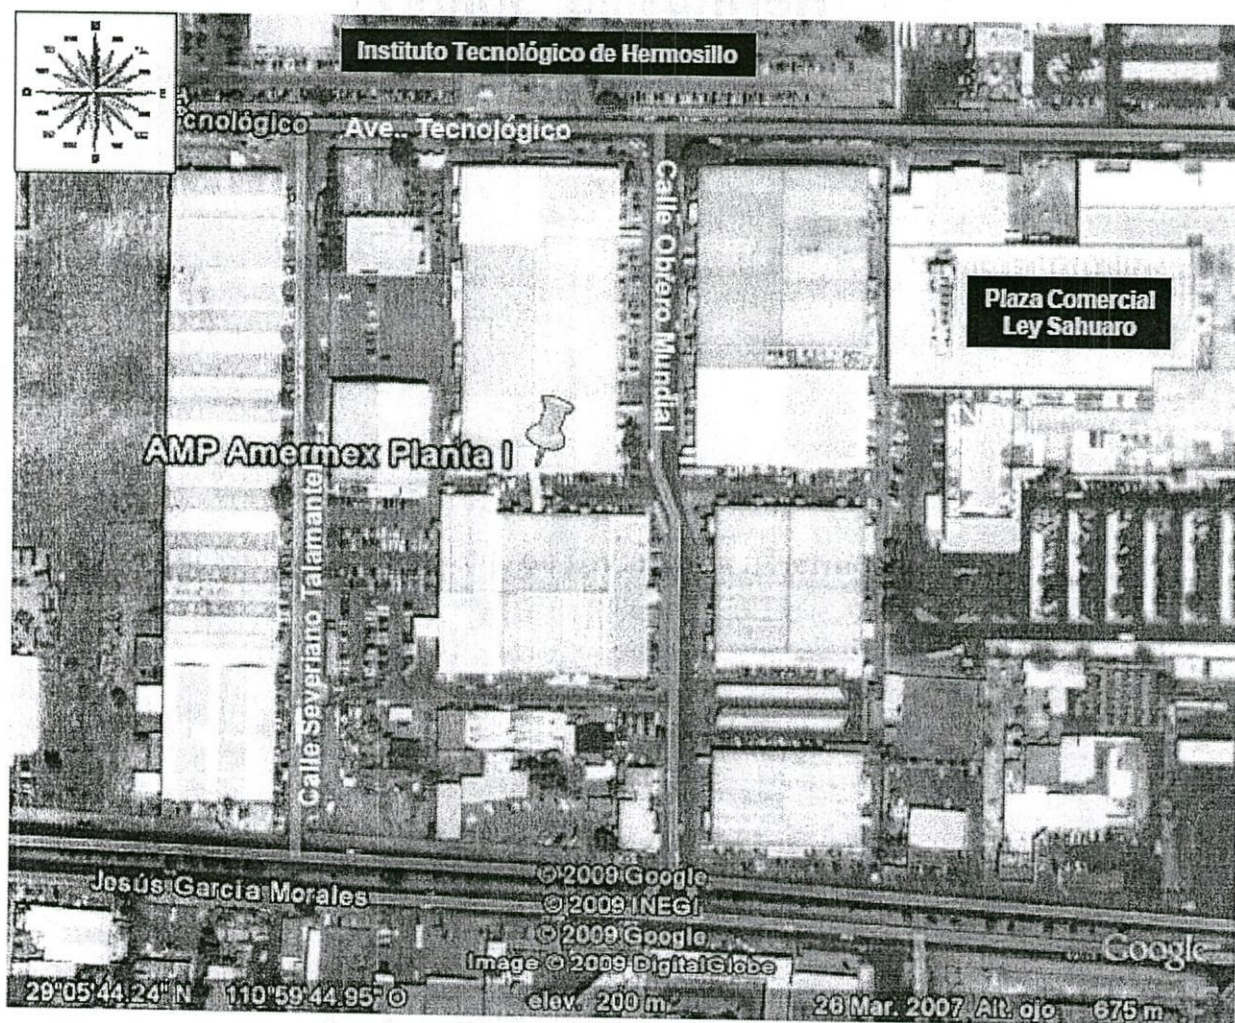 Instituto Tecnológico de Hermosillo
cnológico
Ave.. Tecnológico
Calle Obrero Mundial
Plaza Comercial
Ley Sahuaro
AMP Amermex Planta I
Calle Severiano Talamante
Jesús García Morales
© 2009 Google
© 2009 INEGI
© 2009 Google
Image © 2009 DigitalGlobe
Google
29°05'44.24" N 110°59'44.95" O elev. 200 m 26 Mar. 2007 Alt. ojo 675 m